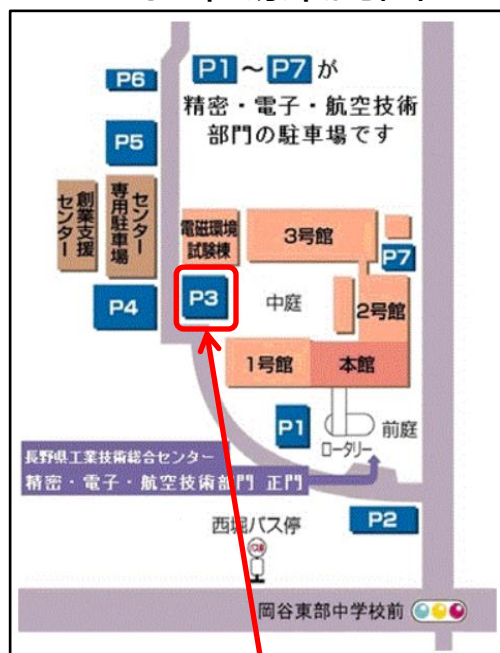 P1～P7が
精密・電子・航空技術
部門の駐車場です
P6
P5
創業支援
センター
センター
専用駐車場
電磁環境
試験棟
3号館
P7
P4
P3
中庭
2号館
1号館
本館
P1
ロータリー
前庭
長野県工業技術総合センター
精密・電子・航空技術部門 正門
西堀バス停
P2
岡谷東部中学校前